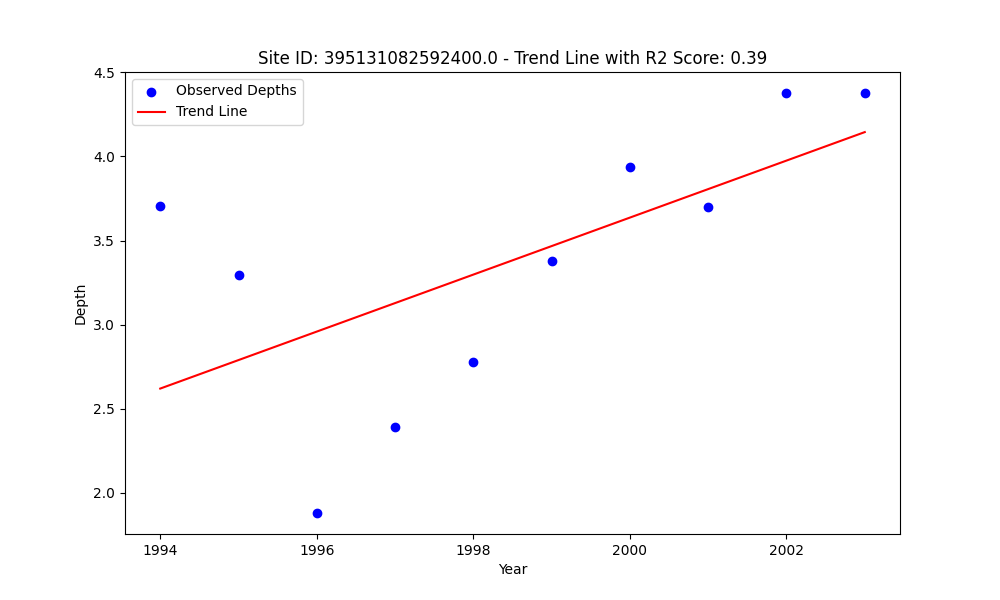 Site ID: 395131082592400.0 - Trend Line with R2 Score: 0.39
Observed Depths
Trend Line
4.5
4.0
3.5
3.0
2.5
2.0
Depth
1994
1996
1998
2000
2002
Year